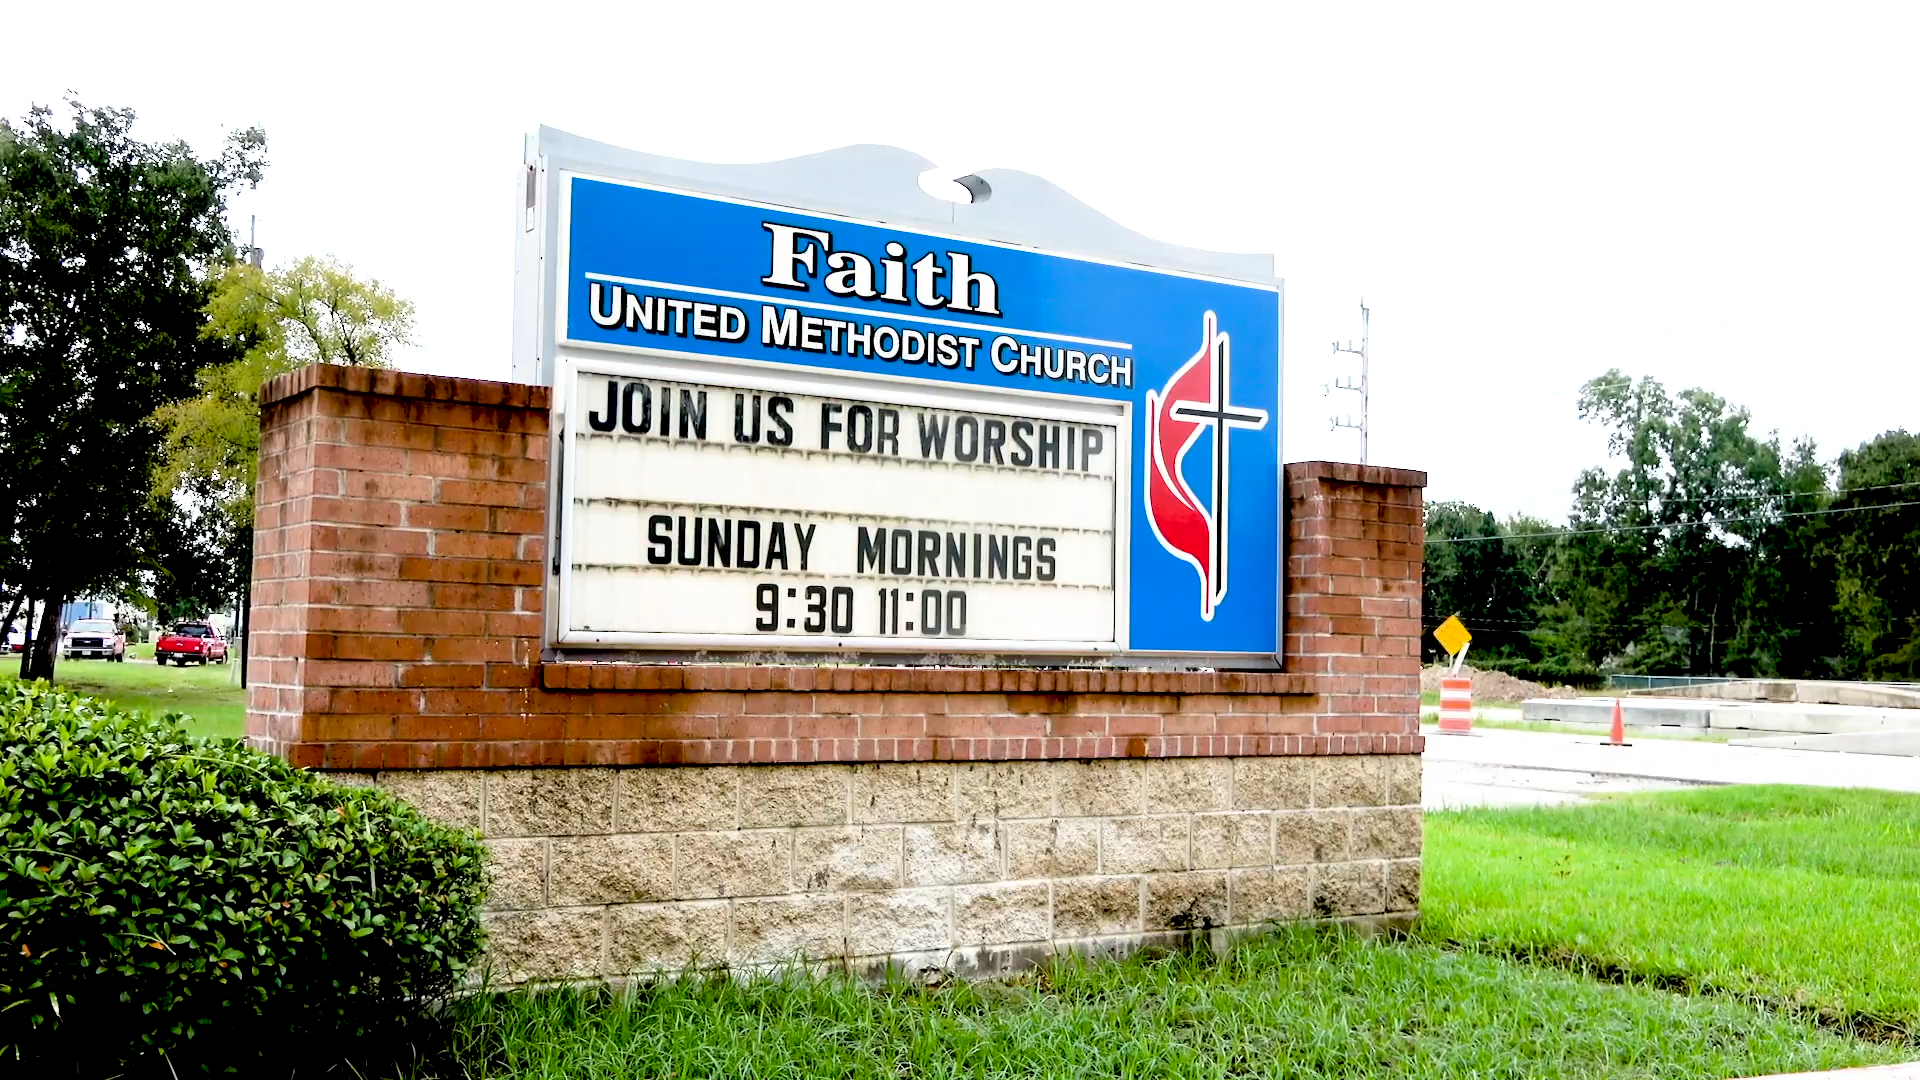 Faith
UNITED METHODIST CHURCH
JOIN US FOR WORSHIP
SUNDAY MORNINGS
9:30 11:00